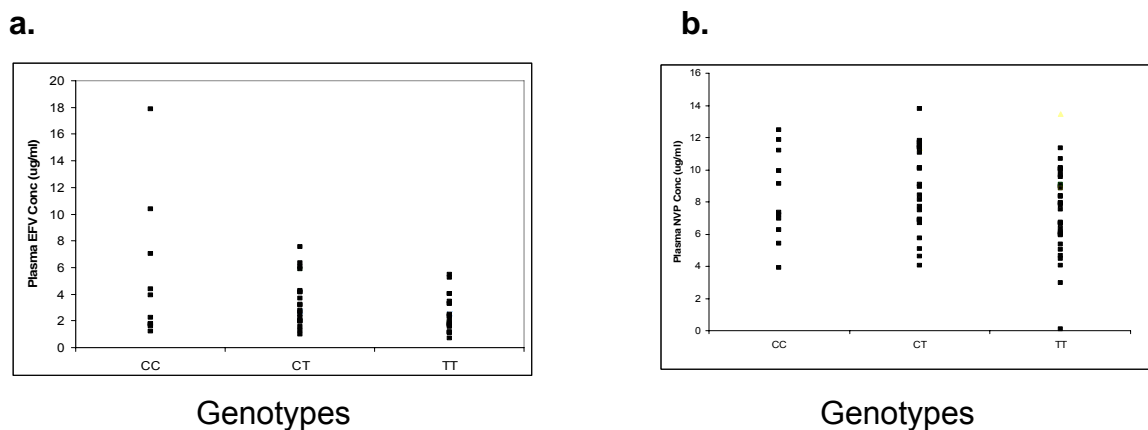 a.
Plasma EFV Conc (ug/ml)
20
18
16
14
12
10
8
6
4
2
0
CC CT TT
Genotypes
b.
Plasma NVP Conc (ug/ml)
16
14
12
10
8
6
4
2
0
CC CT TT
Genotypes